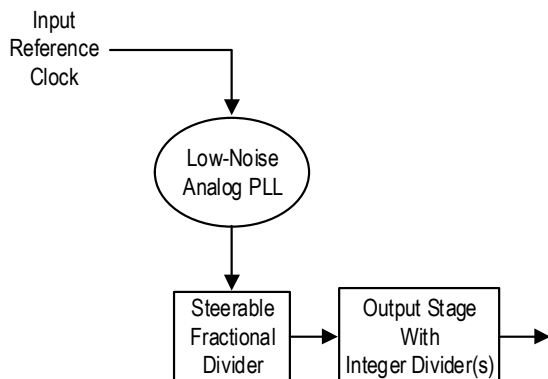 Input
Reference
Clock
Low-Noise
Analog PLL
Steerable
Fractional
Divider
Output Stage
With
Integer Divider(s)